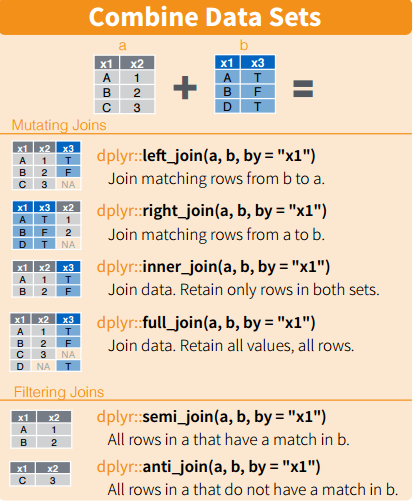 Combine Data Sets
a b
x1 x2 x1 x3
A 1 A T
B 2 + B F =
C 3 D T
Mutating Joins
x1 x2 x3
A 1 T
B 2 F
C 3 NA
dplyr::left_join(a, b, by = "x1")
Join matching rows from b to a.
x1 x3 x2
A T 1
B F 2
D T NA
dplyr::right_join(a, b, by = "x1")
Join matching rows from a to b.
x1 x2 x3
A 1 T
B 2 F
dplyr::inner_join(a, b, by = "x1")
Join data. Retain only rows in both sets.
x1 x2 x3
A 1 T
B 2 F
C 3 NA
D NA T
dplyr::full_join(a, b, by = "x1")
Join data. Retain all values, all rows.
Filtering Joins
x1 x2
A 1
B 2
dplyr::semi_join(a, b, by = "x1")
All rows in a that have a match in b.
x1 x2
C 3
dplyr::anti_join(a, b, by = "x1")
All rows in a that do not have a match in b.